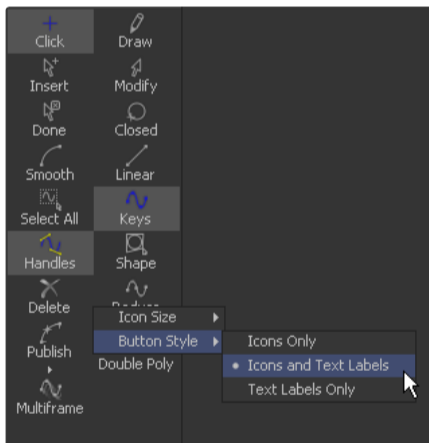 Click Draw
Insert Modify
Done Closed
Smooth Linear
Select All Keys
Handles Shape
Delete
Icon Size
Publish Button Style Icons Only
Double Poly Icons and Text Labels
Text Labels Only
Multiframe